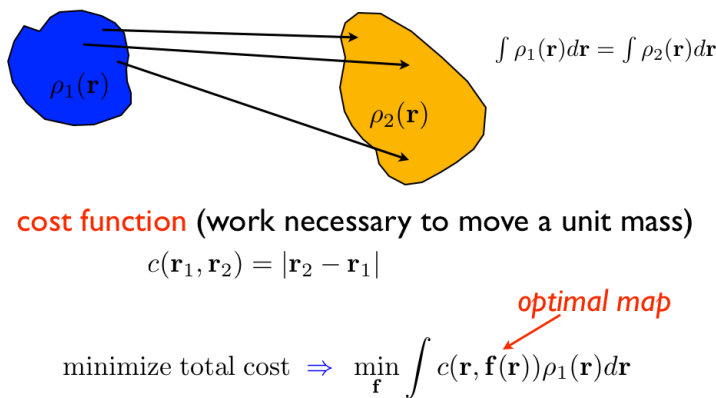 ∫ρ₁(𝐫)d𝐫 = ∫ρ₂(𝐫)d𝐫
ρ₁(𝐫)
ρ₂(𝐫)
cost function (work necessary to move a unit mass)
c(𝐫₁, 𝐫₂) = |𝐫₂ − 𝐫₁|
optimal map
minimize total cost ⇒ min_𝐟 ∫ c(𝐫, 𝐟(𝐫))ρ₁(𝐫)d𝐫